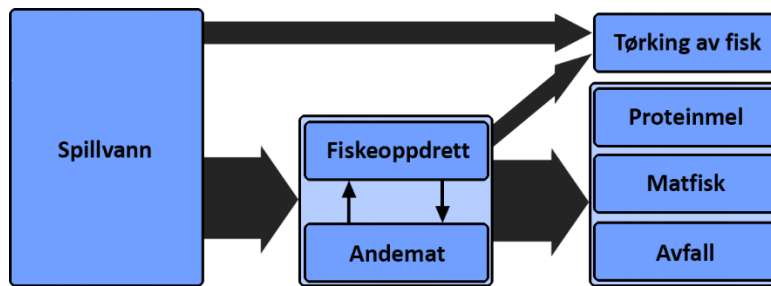 Spillvann
Fiskeoppdrett
Andemat
Tørking av fisk
Proteinmel
Matfisk
Avfall